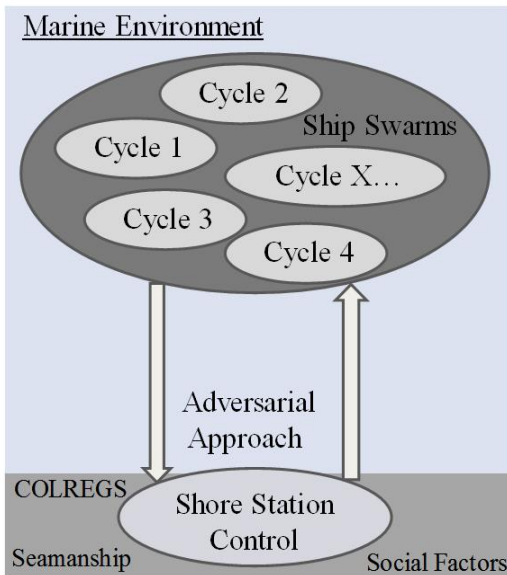 Marine Environment
Cycle 2
Ship Swarms
Cycle 1
Cycle X...
Cycle 3
Cycle 4
Adversarial
Approach
COLREGS
Shore Station
Control
Seamanship
Social Factors